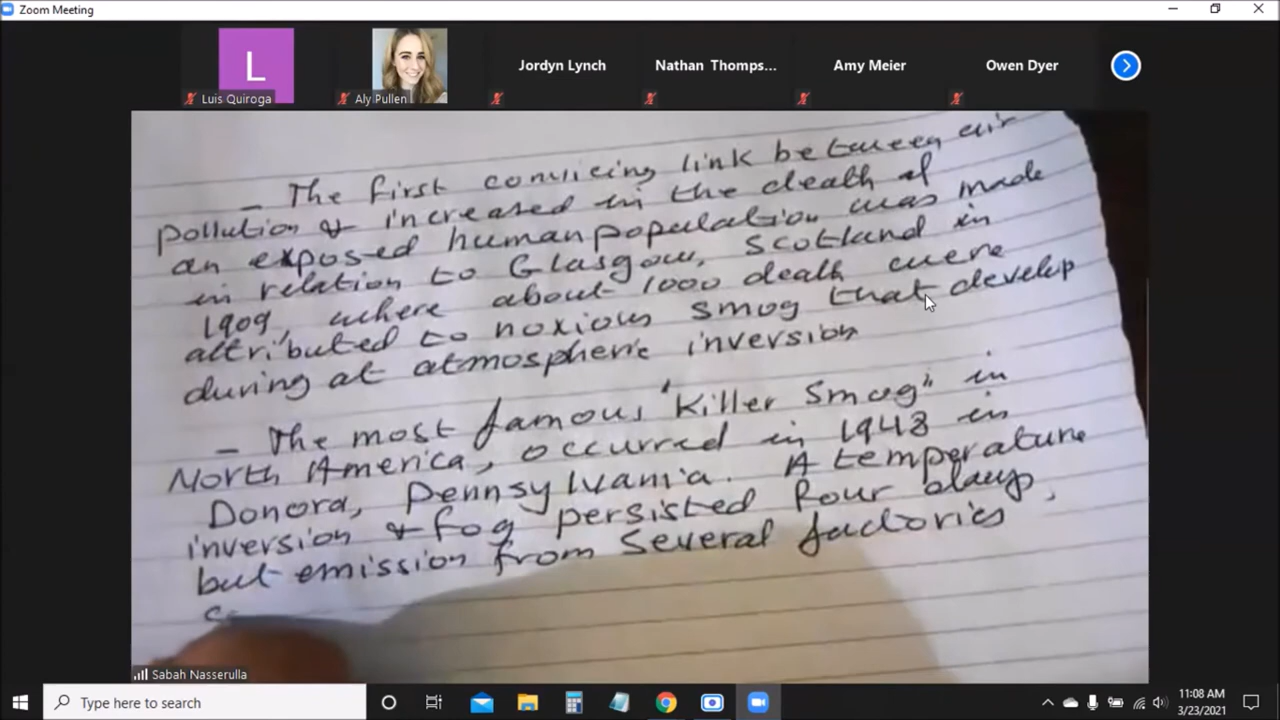 Zoom Meeting
L
Luis Quiroga
Aly Pullen
Jordyn Lynch
Nathan Thomps...
Amy Meier
Owen Dyer
_ The first convicing link between air
pollution & increased in the death of
an exposed human population was made
in relation to Glasgow, Scotland in
1909, where about 1000 death were
attributed to noxious smog that develop
during at atmospheric inversion
_ The most famous "Killer Smog" in
North America, occurred in 1948 in
Donora, Pennsylvania. A temperature
inversion & fog persisted four days,
but emission from several factories
Sabah Nasserulla
Type here to search
11:08 AM
3/23/2021